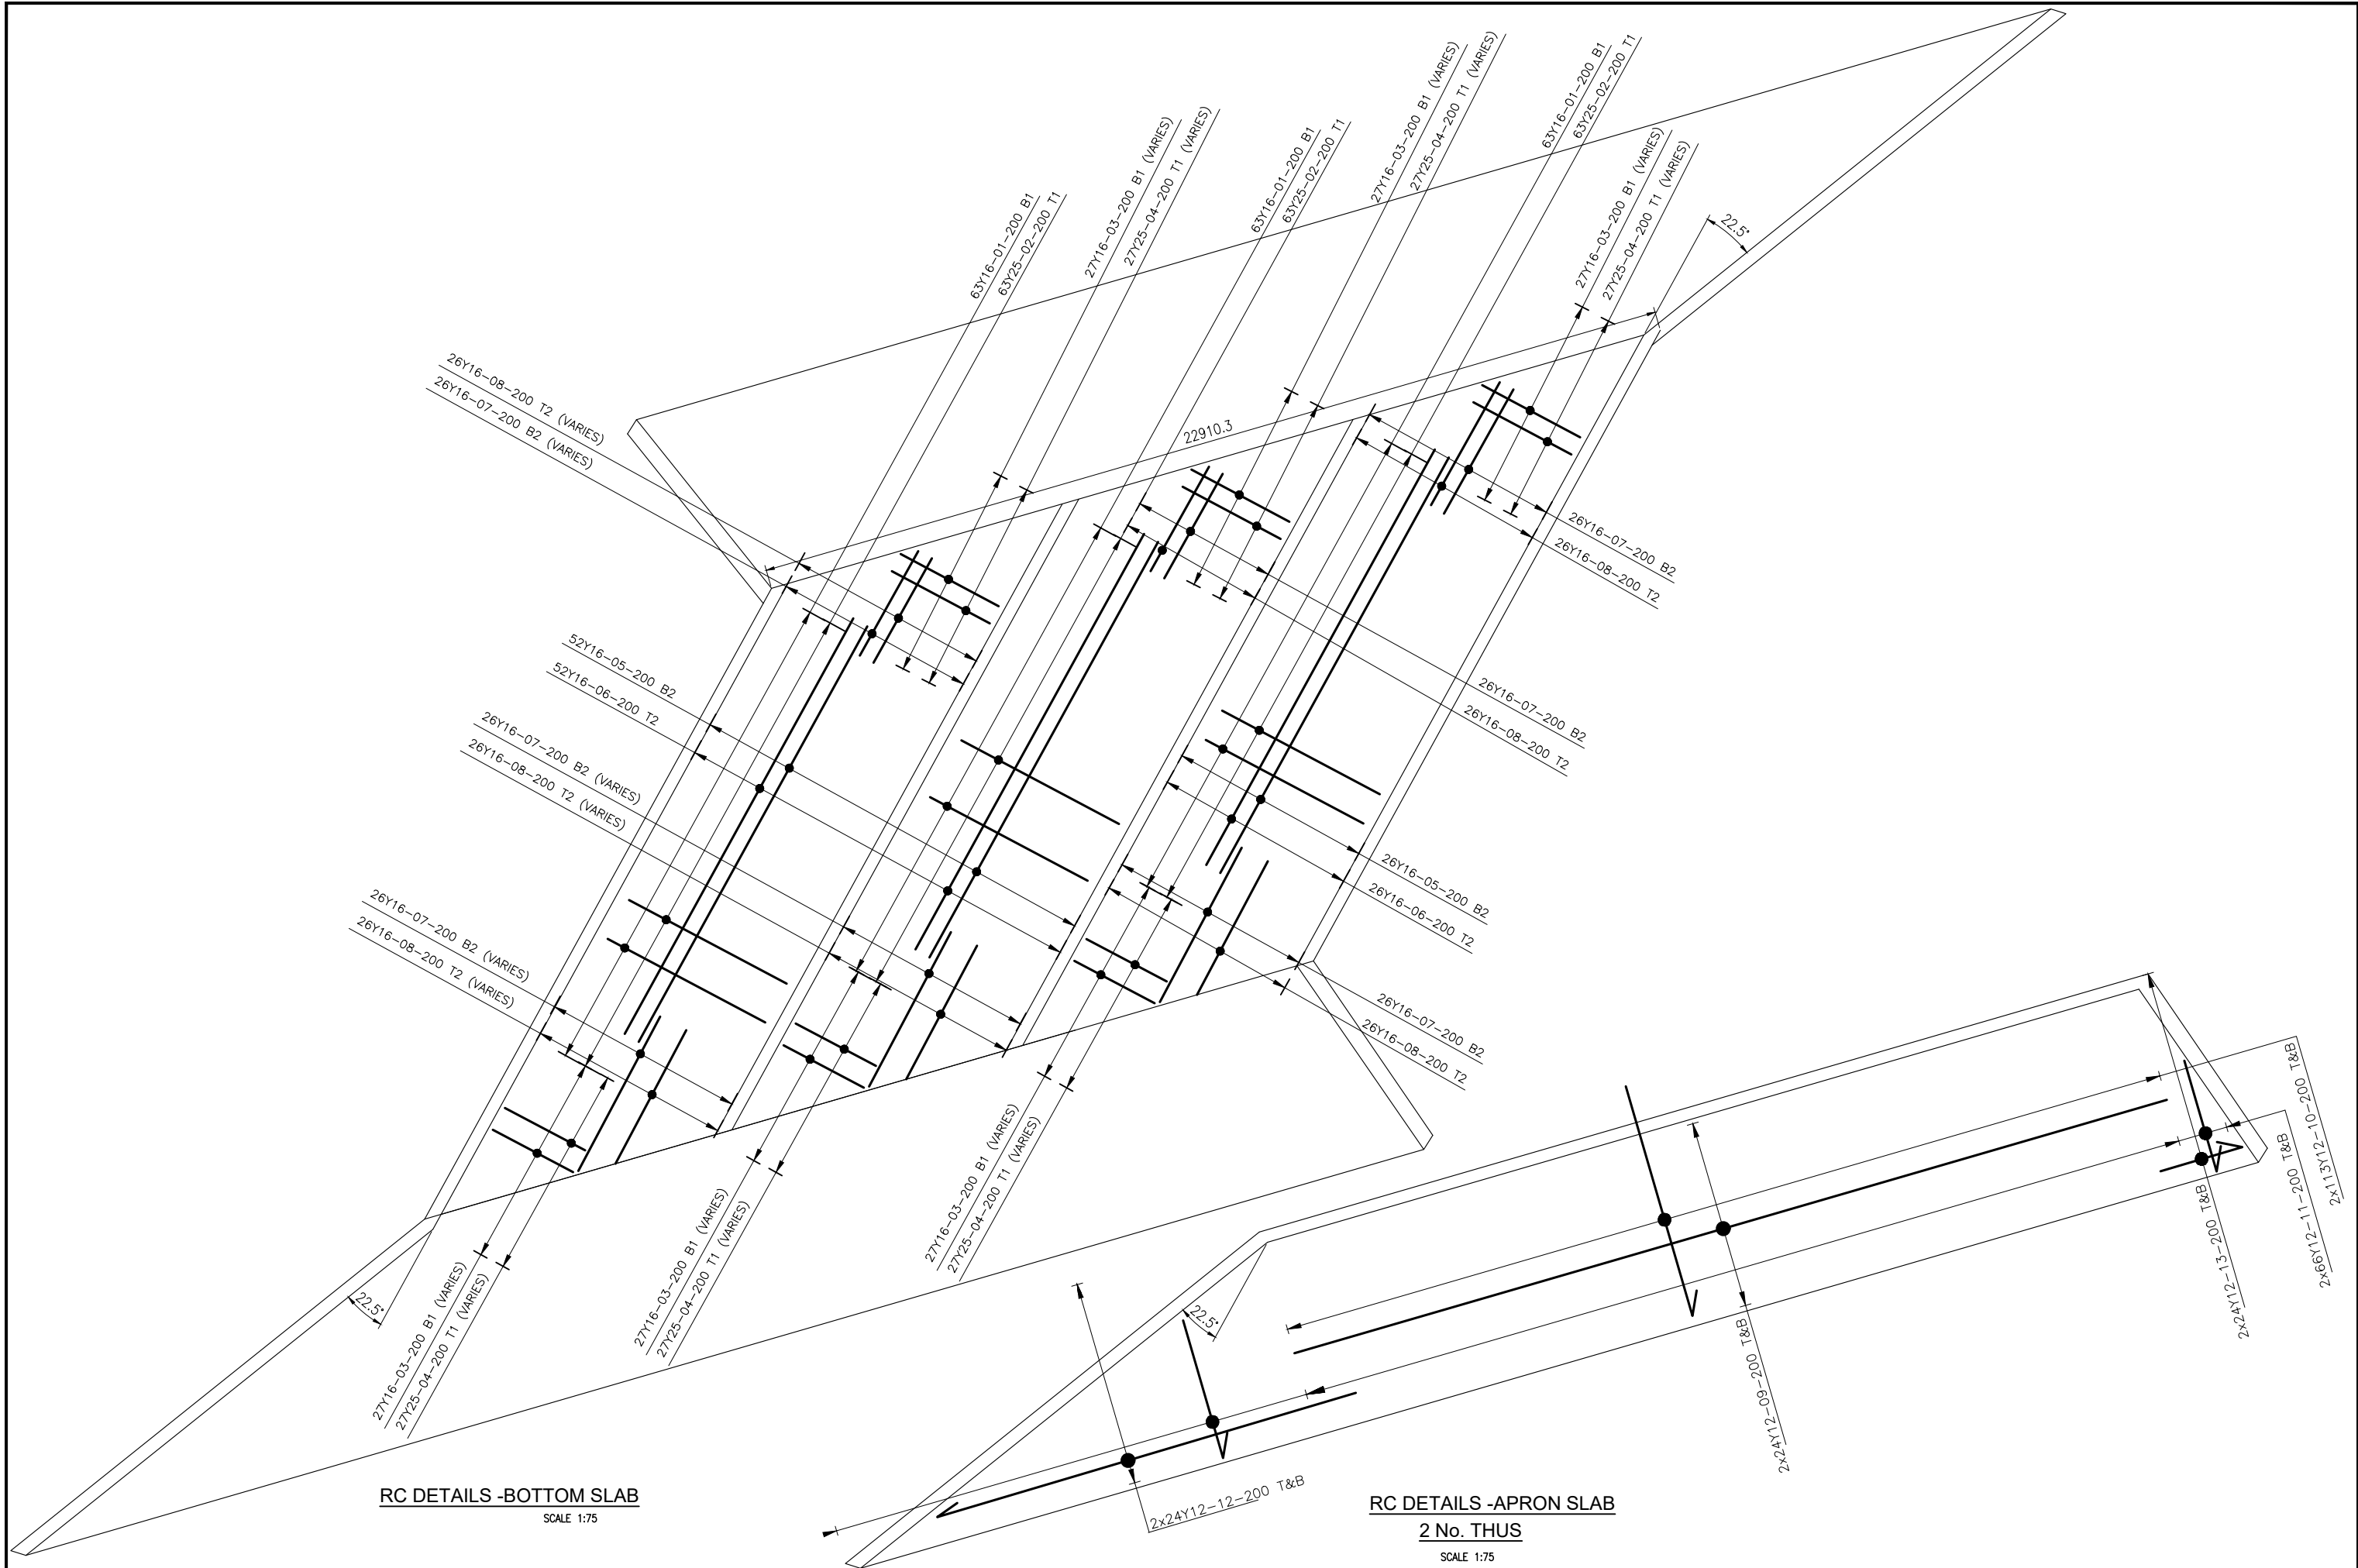 63Y16-01-200 B1
63Y25-02-200 T1
27Y16-03-200 B1 (VARIES)
27Y25-04-200 T1 (VARIES)
63Y16-01-200 B1
63Y25-02-200 T1
27Y16-03-200 B1 (VARIES)
27Y25-04-200 T1 (VARIES)
63Y16-01-200 B1
63Y25-02-200 T1
27Y16-03-200 B1 (VARIES)
27Y25-04-200 T1 (VARIES)
22.5°
22910.3
26Y16-08-200 T2 (VARIES)
26Y16-07-200 B2 (VARIES)
52Y16-05-200 B2
52Y16-06-200 T2
26Y16-07-200 B2 (VARIES)
26Y16-08-200 T2 (VARIES)
26Y16-07-200 B2 (VARIES)
26Y16-08-200 T2 (VARIES)
26Y16-07-200 B2
26Y16-08-200 T2
26Y16-07-200 B2
26Y16-08-200 T2
26Y16-05-200 B2
26Y16-06-200 T2
26Y16-07-200 B2
26Y16-08-200 T2
22.5°
27Y16-03-200 B1 (VARIES)
27Y25-04-200 T1 (VARIES)
27Y16-03-200 B1 (VARIES)
27Y25-04-200 T1 (VARIES)
27Y16-03-200 B1 (VARIES)
27Y25-04-200 T1 (VARIES)
RC DETAILS -BOTTOM SLAB
SCALE 1:75
22.5°
2x113Y12-10-200 T&B
2x66Y12-11-200 T&B
2x24Y12-13-200 T&B
2x24Y12-09-200 T&B
2x24Y12-12-200 T&B
RC DETAILS -APRON SLAB
2 No. THUS
SCALE 1:75